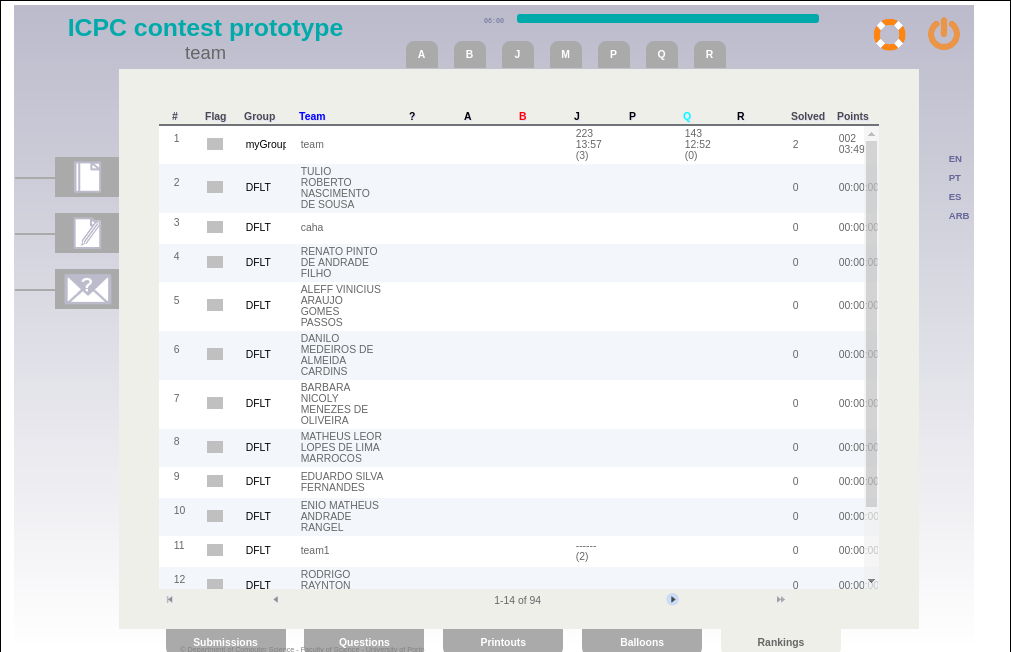 ICPC contest prototype
team
06:00
A B J M P Q R
# Flag Group Team ? A B J P Q R Solved Points
1 myGroup team 223 13:57 (3) 143 12:52 (0) 2 002 03:49
2 DFLT TULIO ROBERTO NASCIMENTO DE SOUSA 0 00:00:00
3 DFLT caha 0 00:00:00
4 DFLT RENATO PINTO DE ANDRADE FILHO 0 00:00:00
5 DFLT ALEFF VINICIUS ARAUJO GOMES PASSOS 0 00:00:00
6 DFLT DANILO MEDEIROS DE ALMEIDA CARDINS 0 00:00:00
7 DFLT BARBARA NICOLY MENEZES DE OLIVEIRA 0 00:00:00
8 DFLT MATHEUS LEOR LOPES DE LIMA MARROCOS 0 00:00:00
9 DFLT EDUARDO SILVA FERNANDES 0 00:00:00
10 DFLT ENIO MATHEUS ANDRADE RANGEL 0 00:00:00
11 DFLT team1 ------ (2) 0 00:00:00
12 DFLT RODRIGO RAYNTON 0 00:00:00
1-14 of 94
EN
PT
ES
ARB
Submissions Questions Printouts Balloons Rankings
© Department of Computer Science - Faculty of Science - University of Porto